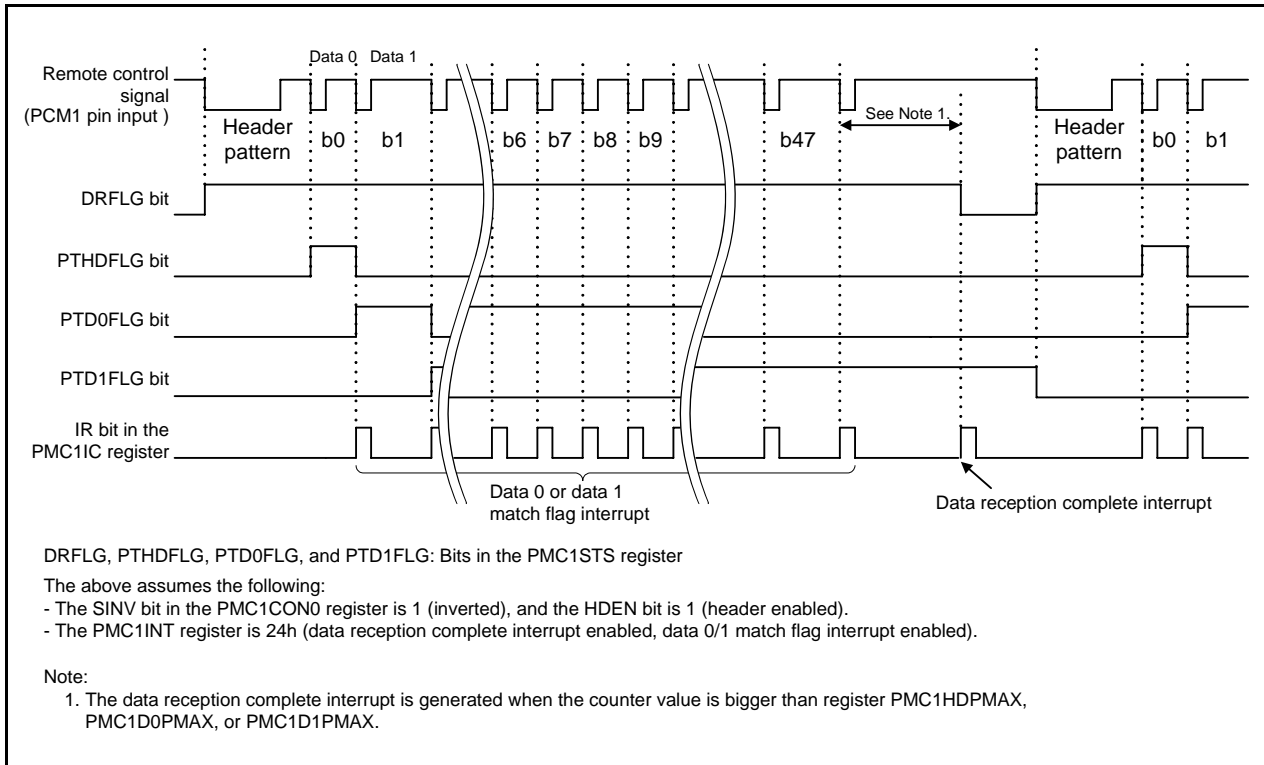 Data 0 Data 1
Remote control
signal
(PCM1 pin input )
Header
pattern
b0
b1
b6
b7
b8
b9
b47
See Note 1.
Header
pattern
b0
b1
DRFLG bit
PTHDFLG bit
PTD0FLG bit
PTD1FLG bit
IR bit in the
PMC1IC register
Data 0 or data 1
match flag interrupt
Data reception complete interrupt
DRFLG, PTHDFLG, PTD0FLG, and PTD1FLG: Bits in the PMC1STS register
The above assumes the following:
- The SINV bit in the PMC1CON0 register is 1 (inverted), and the HDEN bit is 1 (header enabled).
- The PMC1INT register is 24h (data reception complete interrupt enabled, data 0/1 match flag interrupt enabled).
Note:
1. The data reception complete interrupt is generated when the counter value is bigger than register PMC1HDPMAX,
PMC1D0PMAX, or PMC1D1PMAX.